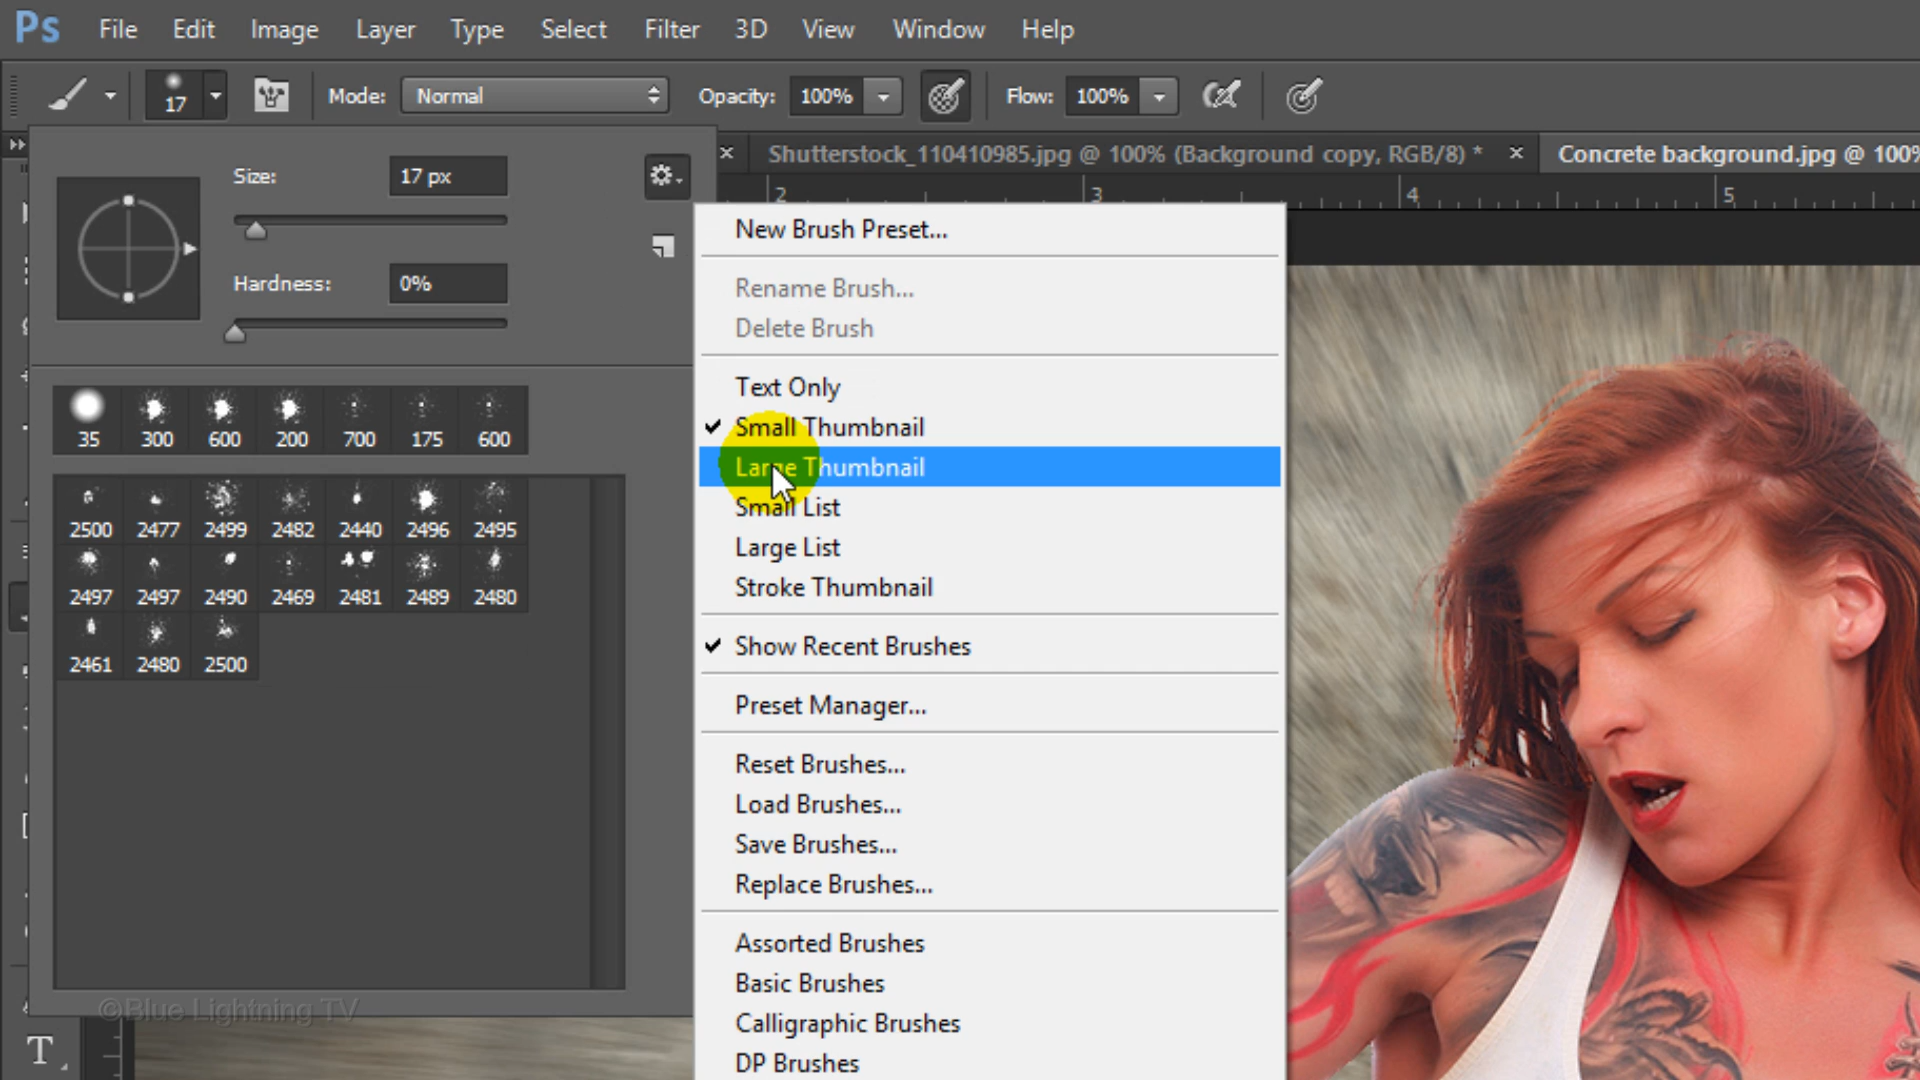 Ps File Edit Image Layer Type Select Filter 3D View Window Help
17 Mode: Normal Opacity: 100% Flow: 100%
Shutterstock_110410985.jpg @ 100% (Background copy, RGB/8) * Concrete background.jpg @ 100%
2 3 4 5
Size: 17 px
Hardness: 0%
35 300 600 200 700 175 600
2500 2477 2499 2482 2440 2496 2495
2497 2497 2490 2469 2481 2489 2480
2461 2480 2500
New Brush Preset...
Rename Brush...
Delete Brush
Text Only
Small Thumbnail
Large Thumbnail
Small List
Large List
Stroke Thumbnail
Show Recent Brushes
Preset Manager...
Reset Brushes...
Load Brushes...
Save Brushes...
Replace Brushes...
Assorted Brushes
Basic Brushes
Calligraphic Brushes
DP Brushes
©Blue Lightning TV
T